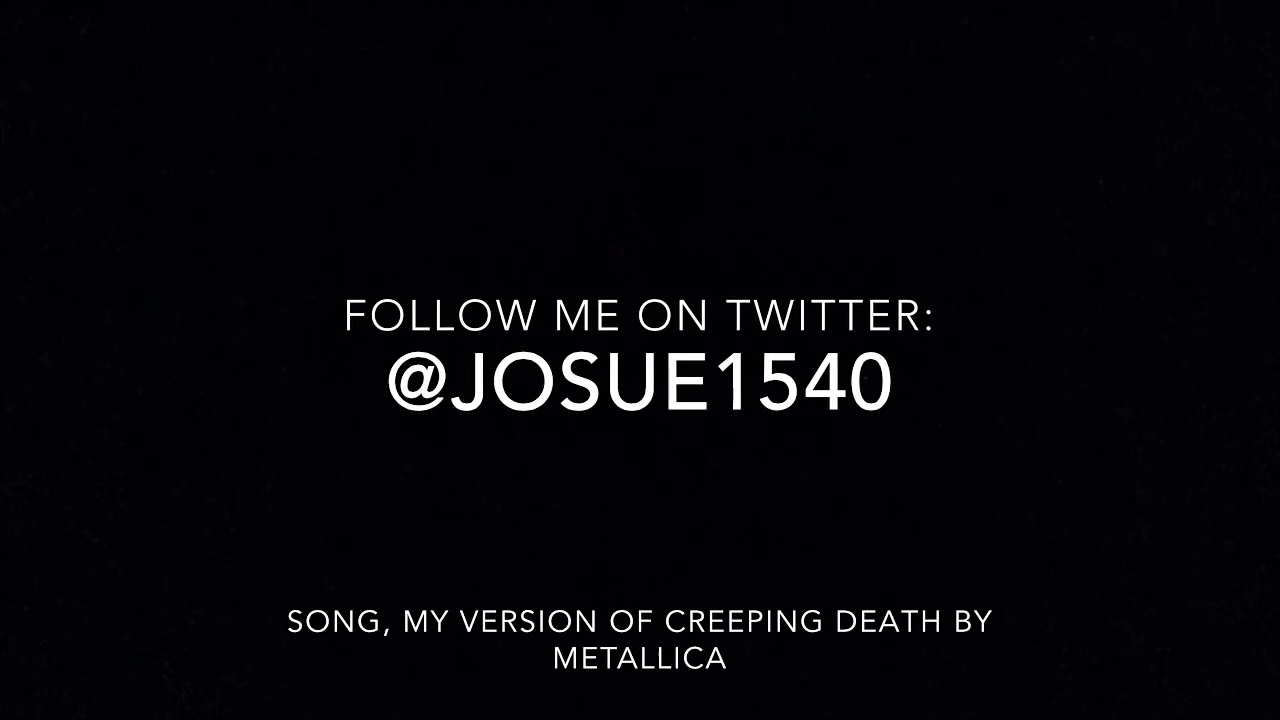 FOLLOW ME ON TWITTER:
@JOSUE1540
SONG, MY VERSION OF CREEPING DEATH BY
METALLICA